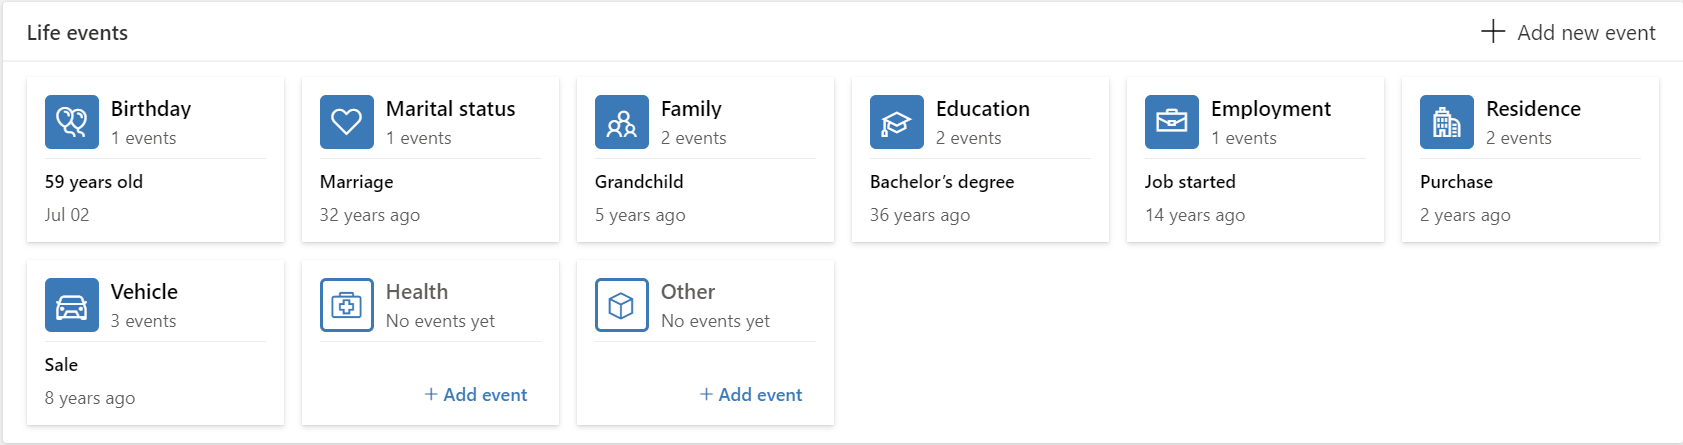 Life events
+ Add new event
Birthday
1 events
59 years old
Jul 02
Marital status
1 events
Marriage
32 years ago
Family
2 events
Grandchild
5 years ago
Education
2 events
Bachelor’s degree
36 years ago
Employment
1 events
Job started
14 years ago
Residence
2 events
Purchase
2 years ago
Vehicle
3 events
Sale
8 years ago
Health
No events yet
+ Add event
Other
No events yet
+ Add event